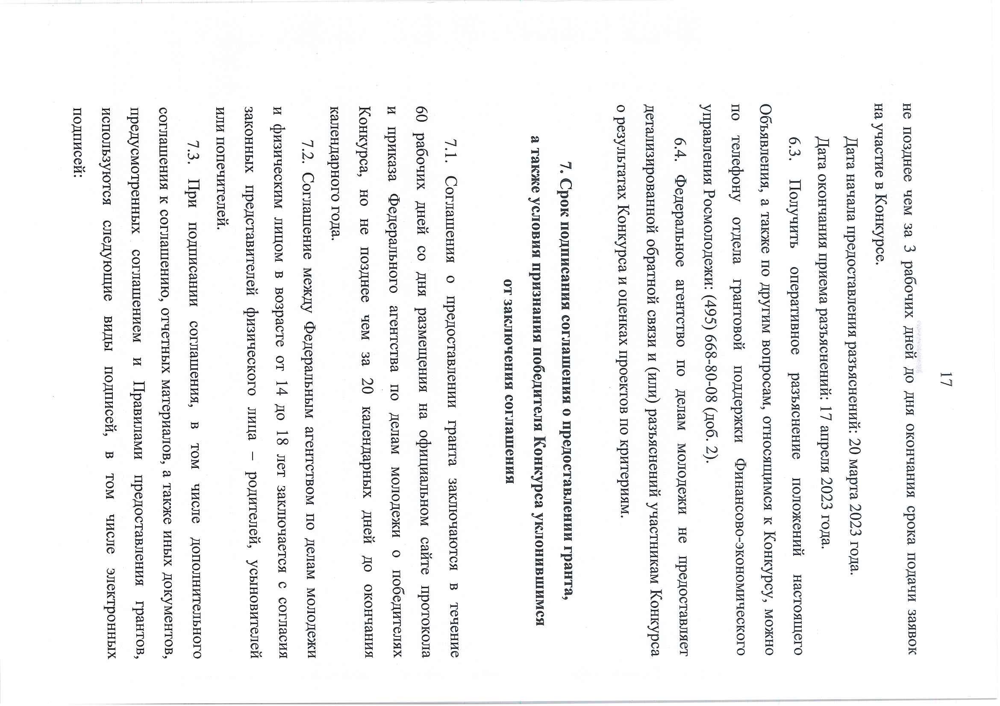 17
не позднее чем за 3 рабочих дней до дня окончания срока подачи заявок
на участие в Конкурсе.
Дата начала предоставления разъяснений: 20 марта 2023 года.
Дата окончания приема разъяснений: 17 апреля 2023 года.
6.3. Получить оперативное разъяснение положений настоящего
Объявления, а также по другим вопросам, относящимся к Конкурсу, можно
по телефону отдела грантовой поддержки Финансово-экономического
управления Росмолодежи: (495) 668-80-08 (доб. 2).
6.4. Федеральное агентство по делам молодежи не предоставляет
детализированной обратной связи и (или) разъяснений участникам Конкурса
о результатах Конкурса и оценках проектов по критериям.
7. Срок подписания соглашения о предоставлении гранта,
а также условия признания победителя Конкурса уклонившимся
от заключения соглашения
7.1. Соглашения о предоставлении гранта заключаются в течение
60 рабочих дней со дня размещения на официальном сайте протокола
и приказа Федерального агентства по делам молодежи о победителях
Конкурса, но не позднее чем за 20 календарных дней до окончания
календарного года.
7.2. Соглашение между Федеральным агентством по делам молодежи
и физическим лицом в возрасте от 14 до 18 лет заключается с согласия
законных представителей физического лица – родителей, усыновителей
или попечителей.
7.3. При подписании соглашения, в том числе дополнительного
соглашения к соглашению, отчетных материалов, а также иных документов,
предусмотренных соглашением и Правилами предоставления грантов,
используются следующие виды подписей, в том числе электронных
подписей: